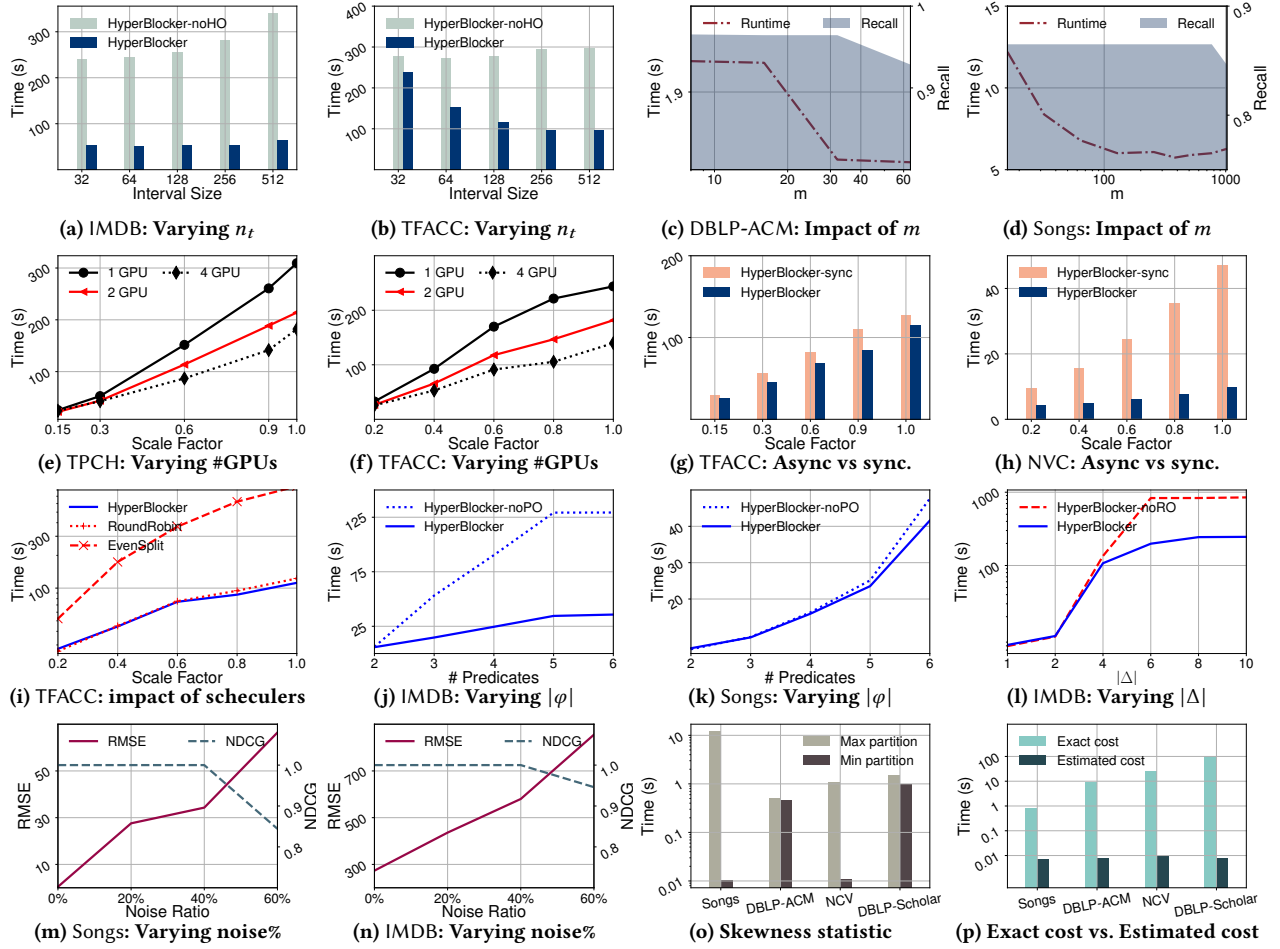 HyperBlocker-noHO
HyperBlocker
Time (s)
300
200
100
32 64 128 256 512
Interval Size
(a) IMDB: Varying n_t
HyperBlocker-noHO
HyperBlocker
Time (s)
400
300
200
100
32 64 128 256 512
Interval Size
(b) TFACC: Varying n_t
Runtime Recall
Time (s)
1.9
1
0.9
Recall
10 20 30 40 60
m
(c) DBLP-ACM: Impact of m
Runtime Recall
Time (s)
15
10
5
0.9
0.8
Recall
100 1000
m
(d) Songs: Impact of m
1 GPU 4 GPU
2 GPU
Time (s)
300
200
100
0.15 0.3 0.6 0.9 1.0
Scale Factor
(e) TPCH: Varying #GPUs
1 GPU 4 GPU
2 GPU
Time (s)
200
100
0.2 0.4 0.6 0.8 1.0
Scale Factor
(f) TFACC: Varying #GPUs
HyperBlocker-sync
HyperBlocker
Time (s)
200
100
0.15 0.3 0.6 0.9 1.0
Scale Factor
(g) TFACC: Async vs sync.
HyperBlocker-sync
HyperBlocker
Time (s)
40
20
0
0.2 0.4 0.6 0.8 1.0
Scale Factor
(h) NVC: Async vs sync.
HyperBlocker
RoundRobin
EvenSplit
Time (s)
300
100
0.2 0.4 0.6 0.8 1.0
Scale Factor
(i) TFACC: impact of scheculers
HyperBlocker-noPO
HyperBlocker
Time (s)
125
75
25
2 3 4 5 6
# Predicates
(j) IMDB: Varying |φ|
HyperBlocker-noPO
HyperBlocker
Time (s)
40
20
2 3 4 5 6
# Predicates
(k) Songs: Varying |φ|
HyperBlocker-noRO
HyperBlocker
Time (s)
1000
100
1 2 4 6 8 10
|Δ|
(l) IMDB: Varying |Δ|
RMSE NDCG
RMSE
50
30
10
1.0
0.9
0.8
NDCG
0% 20% 40% 60%
Noise Ratio
(m) Songs: Varying noise%
RMSE NDCG
RMSE
700
500
300
1.0
0.9
0.8
NDCG
0% 20% 40% 60%
Noise Ratio
(n) IMDB: Varying noise%
Max partition
Min partition
Time (s)
10
1
0.1
0.01
Songs DBLP-ACM NCV DBLP-Scholar
(o) Skewness statistic
Exact cost
Estimated cost
Time (s)
100
10
1
0.1
0.01
Songs DBLP-ACM NCV DBLP-Scholar
(p) Exact cost vs. Estimated cost